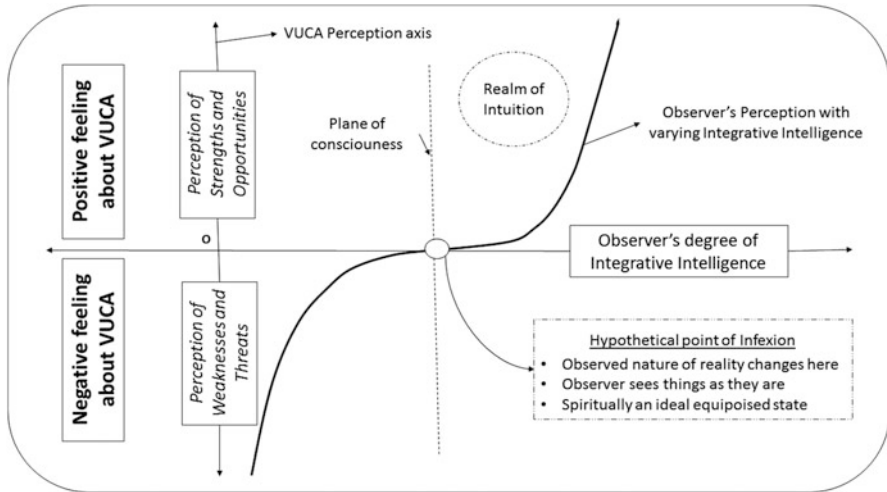 VUCA Perception axis
Positive feeling
about VUCA
Perception of
Strengths and
Opportunities
Plane of
consciouness
Realm of
Intuition
Observer's Perception with
varying Integrative Intelligence
O
Observer's degree of
Integrative Intelligence
Negative feeling
about VUCA
Perception of
Weaknesses and
Threats
Hypothetical point of Infexion
• Observed nature of reality changes here
• Observer sees things as they are
• Spiritually an ideal equipoised state